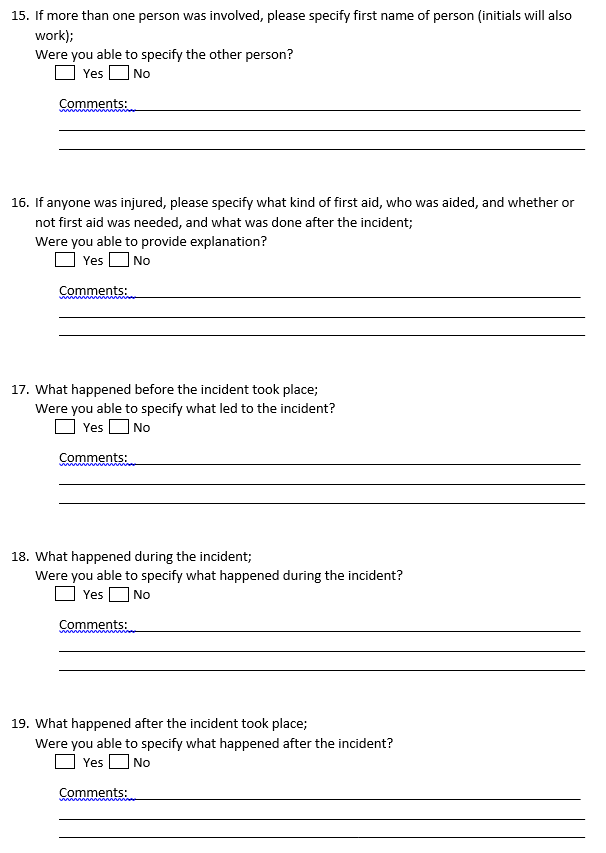 15. If more than one person was involved, please specify first name of person (initials will also
work);
Were you able to specify the other person?
Yes No
Comments:
16. If anyone was injured, please specify what kind of first aid, who was aided, and whether or
not first aid was needed, and what was done after the incident;
Were you able to provide explanation?
Yes No
Comments:
17. What happened before the incident took place;
Were you able to specify what led to the incident?
Yes No
Comments:
18. What happened during the incident;
Were you able to specify what happened during the incident?
Yes No
Comments:
19. What happened after the incident took place;
Were you able to specify what happened after the incident?
Yes No
Comments: